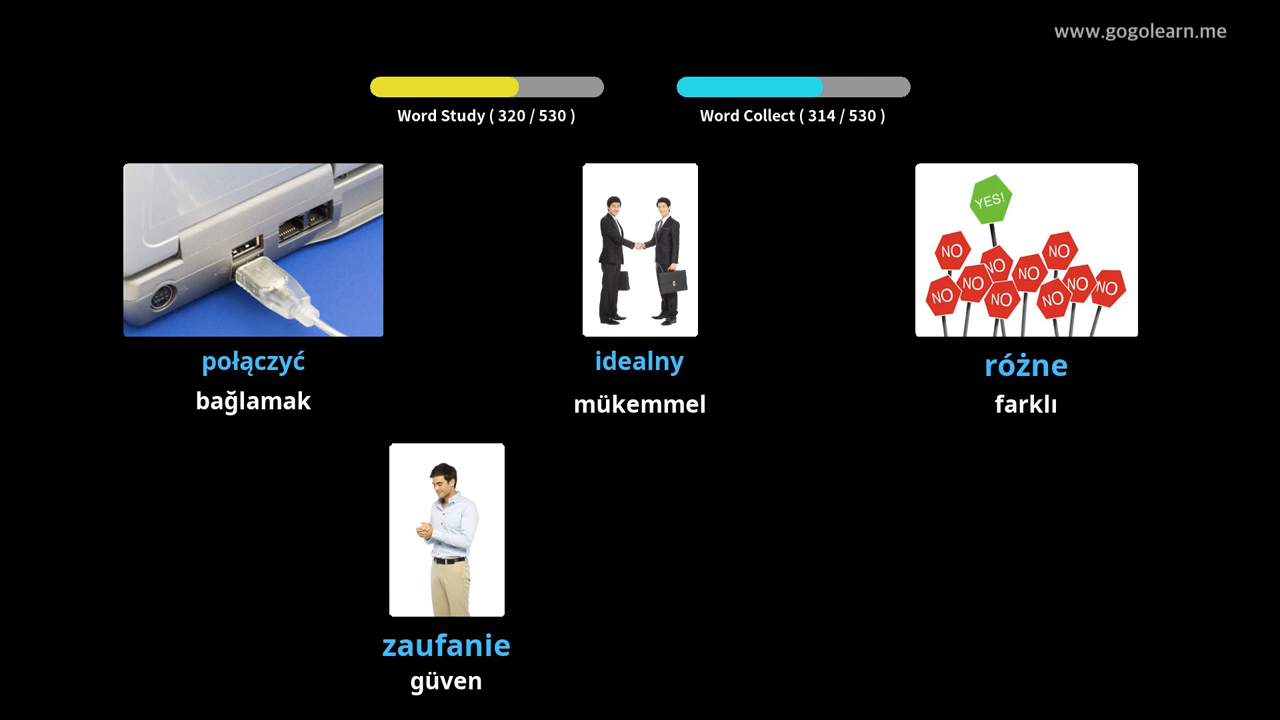 www.gogolearn.me
Word Study ( 320 / 530 )
Word Collect ( 314 / 530 )
YES!
NO
NO
NO
NO
NO
NO
NO
NO
NO
NO
połączyć
bağlamak
idealny
mükemmel
różne
farklı
zaufanie
güven